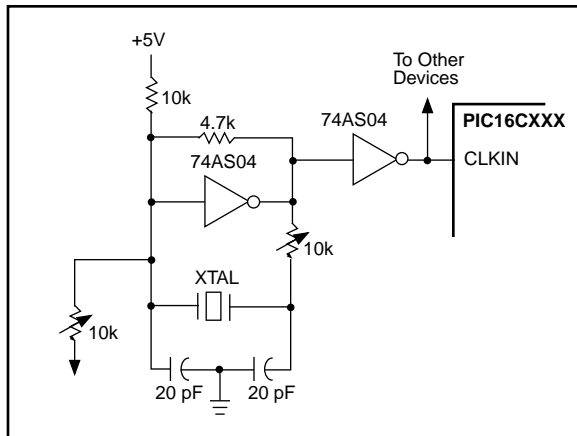 +5V
10k
4.7k
74AS04
74AS04
To Other
Devices
PIC16CXXX
CLKIN
10k
XTAL
10k
20 pF
20 pF